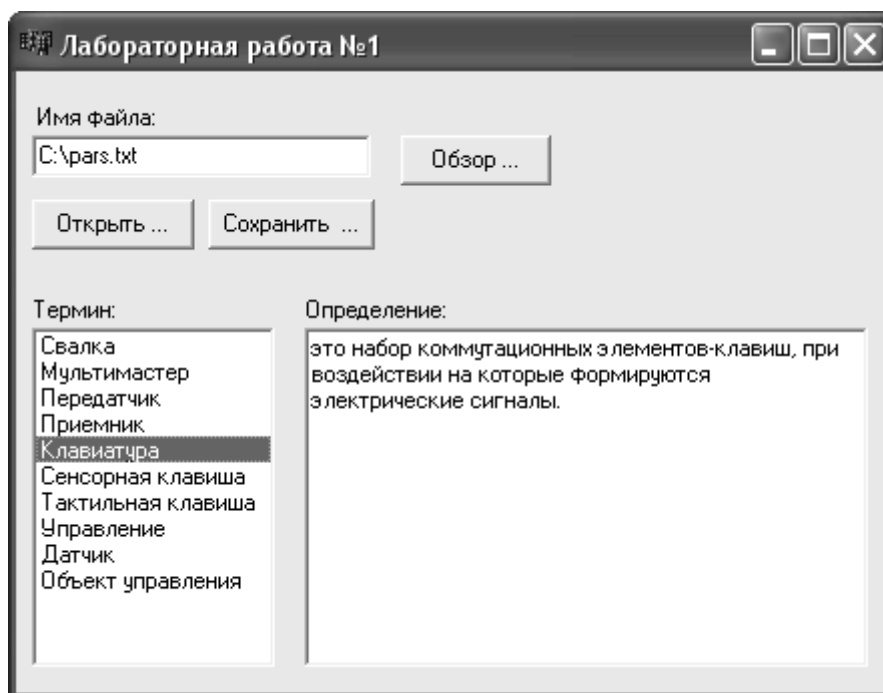 Лабораторная работа №1
Имя файла:
C:\pars.txt
Обзор ...
Открыть ...
Сохранить ...
Термин:
Свалка
Мультимастер
Передатчик
Приемник
Клавиатура
Сенсорная клавиша
Тактильная клавиша
Управление
Датчик
Объект управления
Определение:
это набор коммутационных элементов-клавиш, при
воздействии на которые формируются
электрические сигналы.